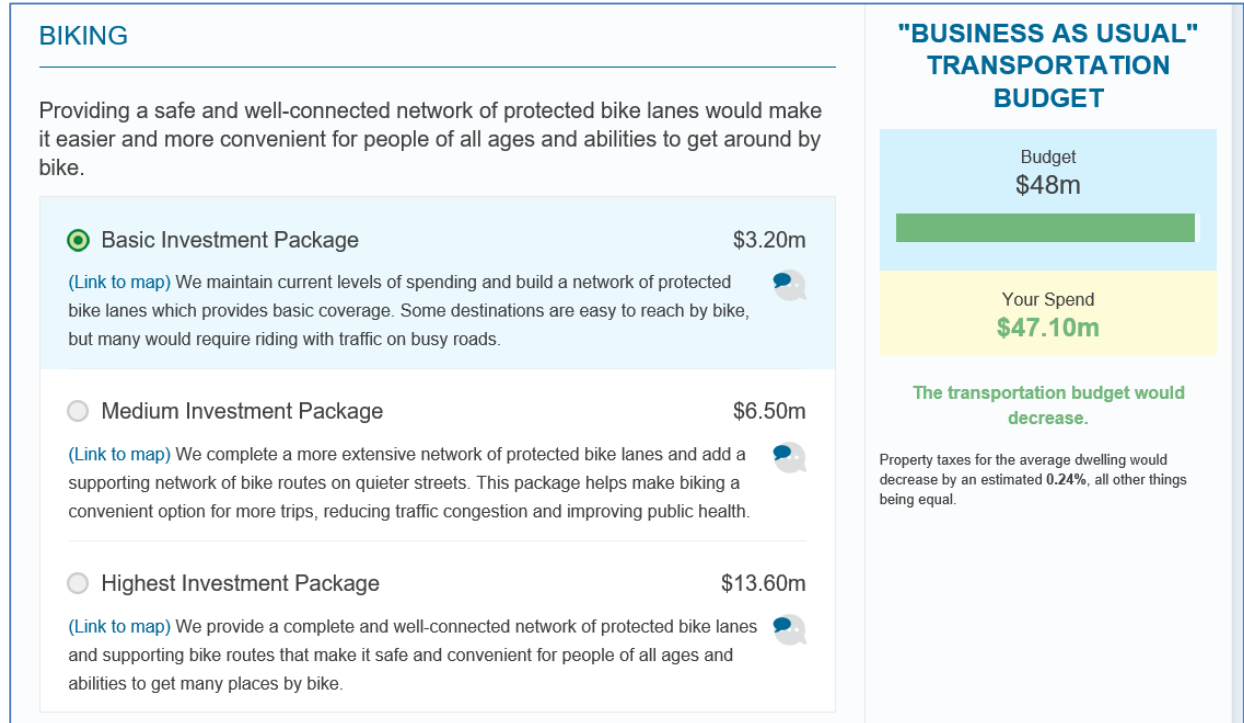 BIKING
Providing a safe and well-connected network of protected bike lanes would make
it easier and more convenient for people of all ages and abilities to get around by
bike.
Basic Investment Package $3.20m
(Link to map) We maintain current levels of spending and build a network of protected
bike lanes which provides basic coverage. Some destinations are easy to reach by bike,
but many would require riding with traffic on busy roads.
Medium Investment Package $6.50m
(Link to map) We complete a more extensive network of protected bike lanes and add a
supporting network of bike routes on quieter streets. This package helps make biking a
convenient option for more trips, reducing traffic congestion and improving public health.
Highest Investment Package $13.60m
(Link to map) We provide a complete and well-connected network of protected bike lanes
and supporting bike routes that make it safe and convenient for people of all ages and
abilities to get many places by bike.
"BUSINESS AS USUAL"
TRANSPORTATION
BUDGET
Budget
$48m
Your Spend
$47.10m
The transportation budget would
decrease.
Property taxes for the average dwelling would
decrease by an estimated 0.24%, all other things
being equal.